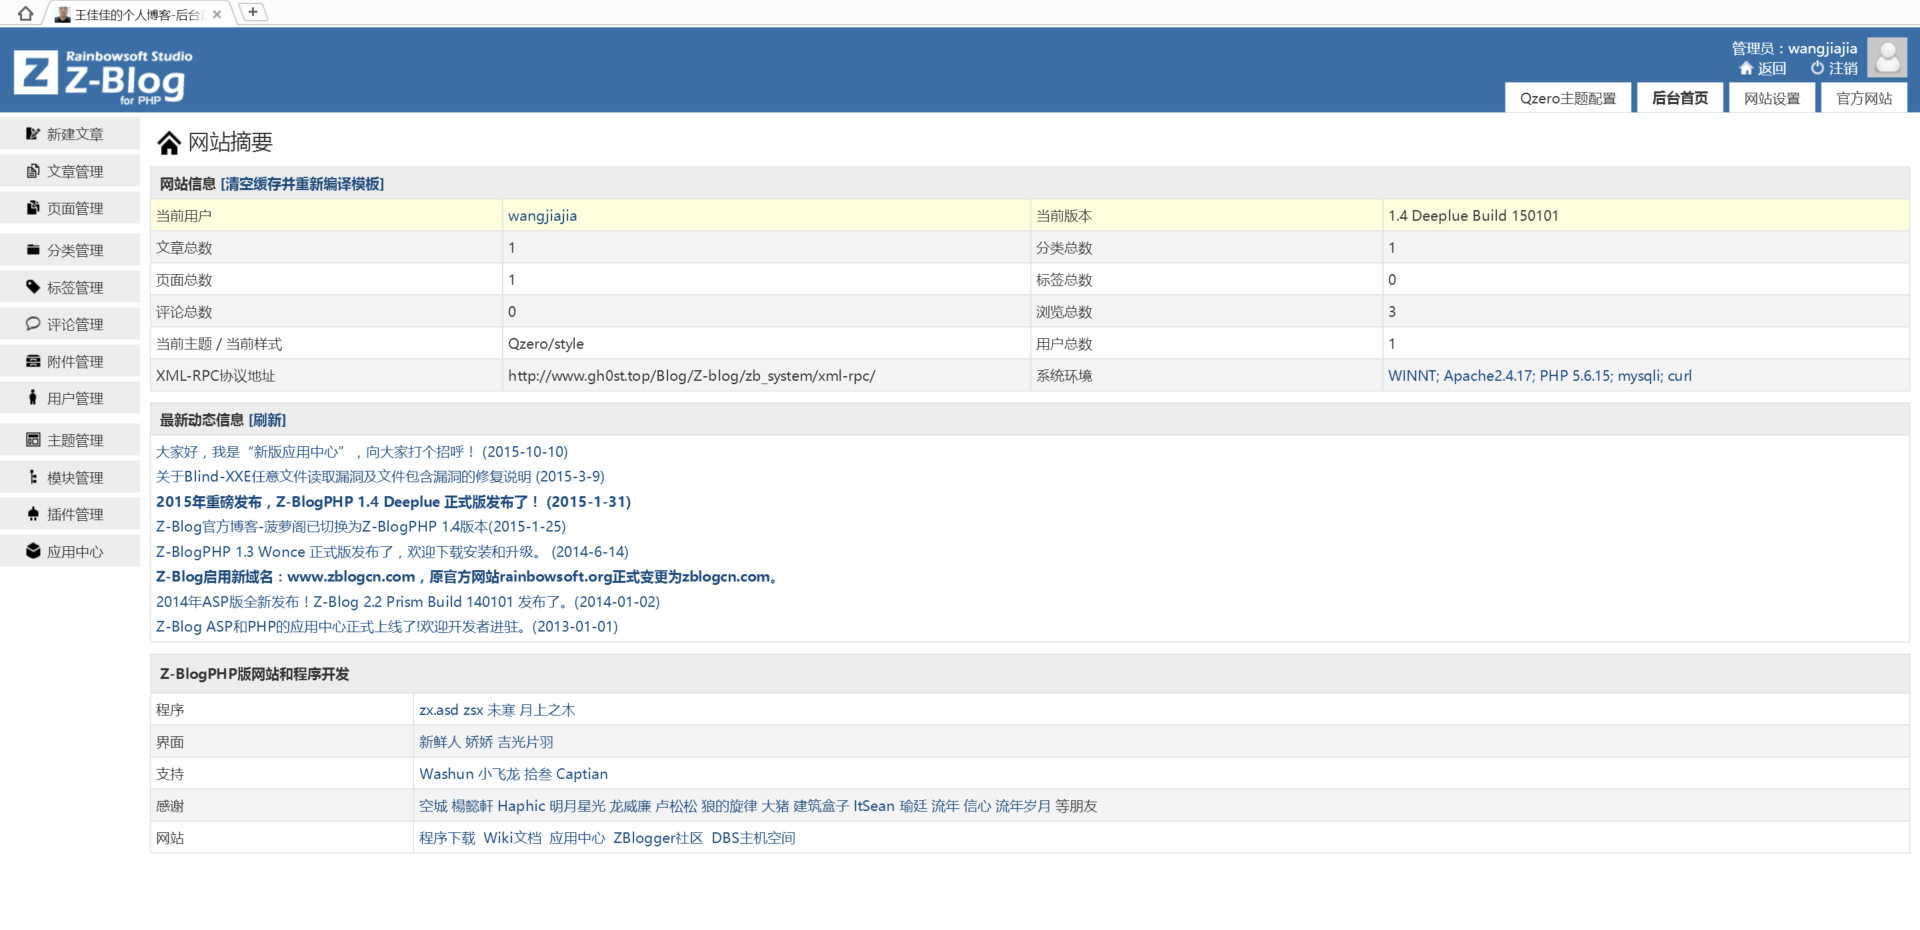 王佳佳的个人博客-后台
Rainbowsoft Studio
Z-Blog
for PHP
管理员：wangjiajia
返回 注销
Qzero主题配置 后台首页 网站设置 官方网站
新建文章
文章管理
页面管理
分类管理
标签管理
评论管理
附件管理
用户管理
主题管理
模块管理
插件管理
应用中心
网站摘要
网站信息 [清空缓存并重新编译模板]
当前用户 wangjiajia 当前版本 1.4 Deeplue Build 150101
文章总数 1 分类总数 1
页面总数 1 标签总数 0
评论总数 0 浏览总数 3
当前主题 / 当前样式 Qzero/style 用户总数 1
XML-RPC协议地址 http://www.gh0st.top/Blog/Z-blog/zb_system/xml-rpc/ 系统环境 WINNT; Apache2.4.17; PHP 5.6.15; mysqli; curl
最新动态信息 [刷新]
大家好，我是“新版应用中心”，向大家打个招呼！ (2015-10-10)
关于Blind-XXE任意文件读取漏洞及文件包含漏洞的修复说明 (2015-3-9)
2015年重磅发布，Z-BlogPHP 1.4 Deeplue 正式版发布了！ (2015-1-31)
Z-Blog官方博客-菠萝阁已切换为Z-BlogPHP 1.4版本(2015-1-25)
Z-BlogPHP 1.3 Wonce 正式版发布了，欢迎下载安装和升级。 (2014-6-14)
Z-Blog启用新域名：www.zblogcn.com，原官方网站rainbowsoft.org正式变更为zblogcn.com。
2014年ASP版全新发布！Z-Blog 2.2 Prism Build 140101 发布了。(2014-01-02)
Z-Blog ASP和PHP的应用中心正式上线了!欢迎开发者进驻。(2013-01-01)
Z-BlogPHP版网站和程序开发
程序 zx.asd zsx 未寒 月上之木
界面 新鲜人 娇娇 吉光片羽
支持 Washun 小飞龙 拾叁 Captian
感谢 空城 楊懿軒 Haphic 明月星光 龙威廉 卢松松 狼的旋律 大猪 建筑盒子 ItSean 瑜廷 流年 信心 流年岁月 等朋友
网站 程序下载 Wiki文档 应用中心 ZBlogger社区 DBS主机空间